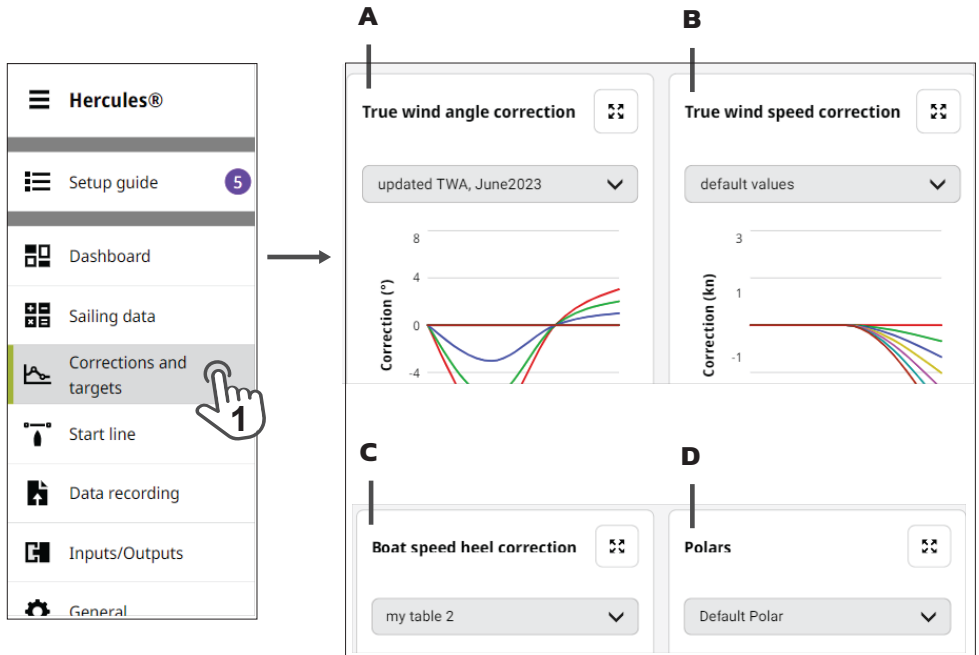 A
B
Hercules®
Setup guide
5
Dashboard
Sailing data
Corrections and
targets
1
Start line
Data recording
Inputs/Outputs
General
True wind angle correction
updated TWA, June2023
8
4
0
-4
Correction (°)
True wind speed correction
default values
3
1
-1
Correction (kn)
C
D
Boat speed heel correction
my table 2
Polars
Default Polar